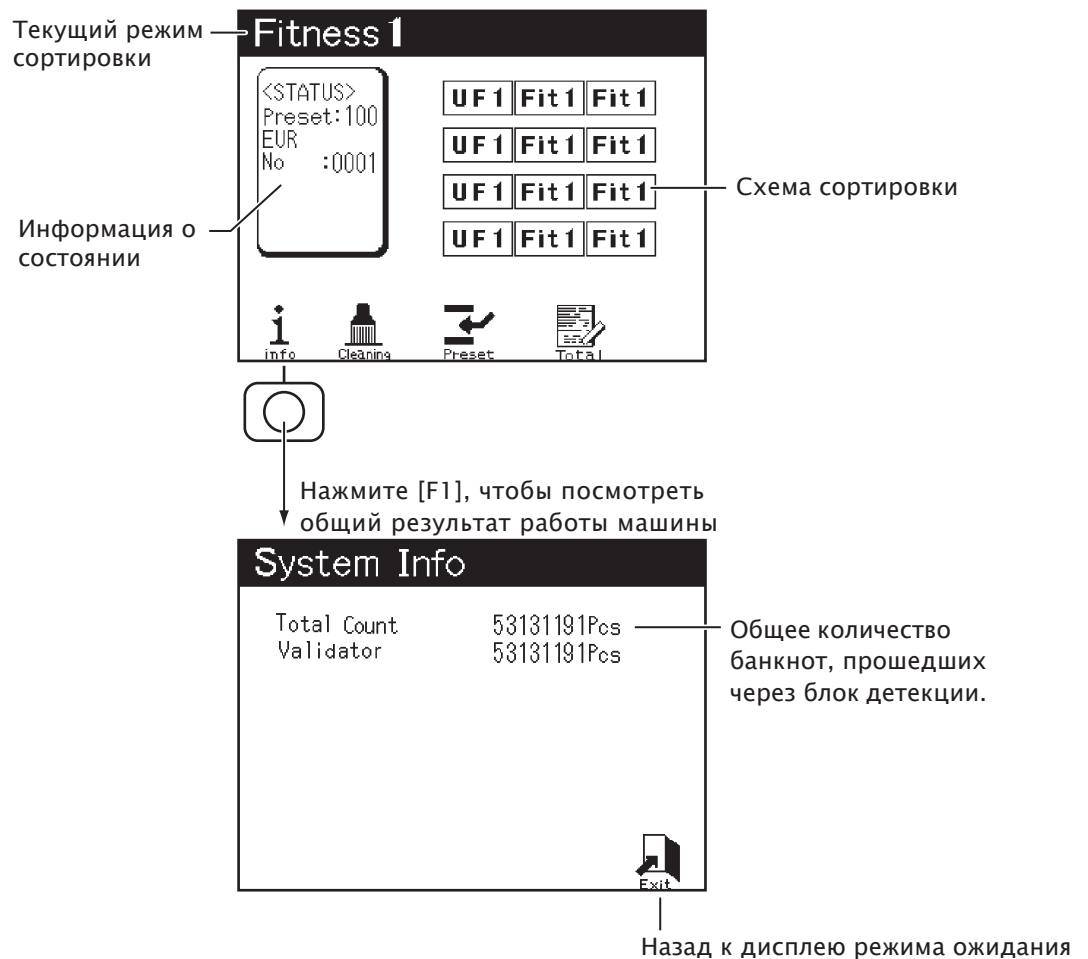 Текущий режим
сортировки
Fitness 1
<STATUS>
Preset:100
EUR
No :0001
UF1 Fit1 Fit1
UF1 Fit1 Fit1
UF1 Fit1 Fit1
UF1 Fit1 Fit1
Схема сортировки
Информация о
состоянии
info Cleaning Preset Total
Нажмите [F1], чтобы посмотреть
общий результат работы машины
System Info
Total Count 53131191Pcs
Validator 53131191Pcs
Общее количество
банкнот, прошедших
через блок детекции.
Exit
Назад к дисплею режима ожидания